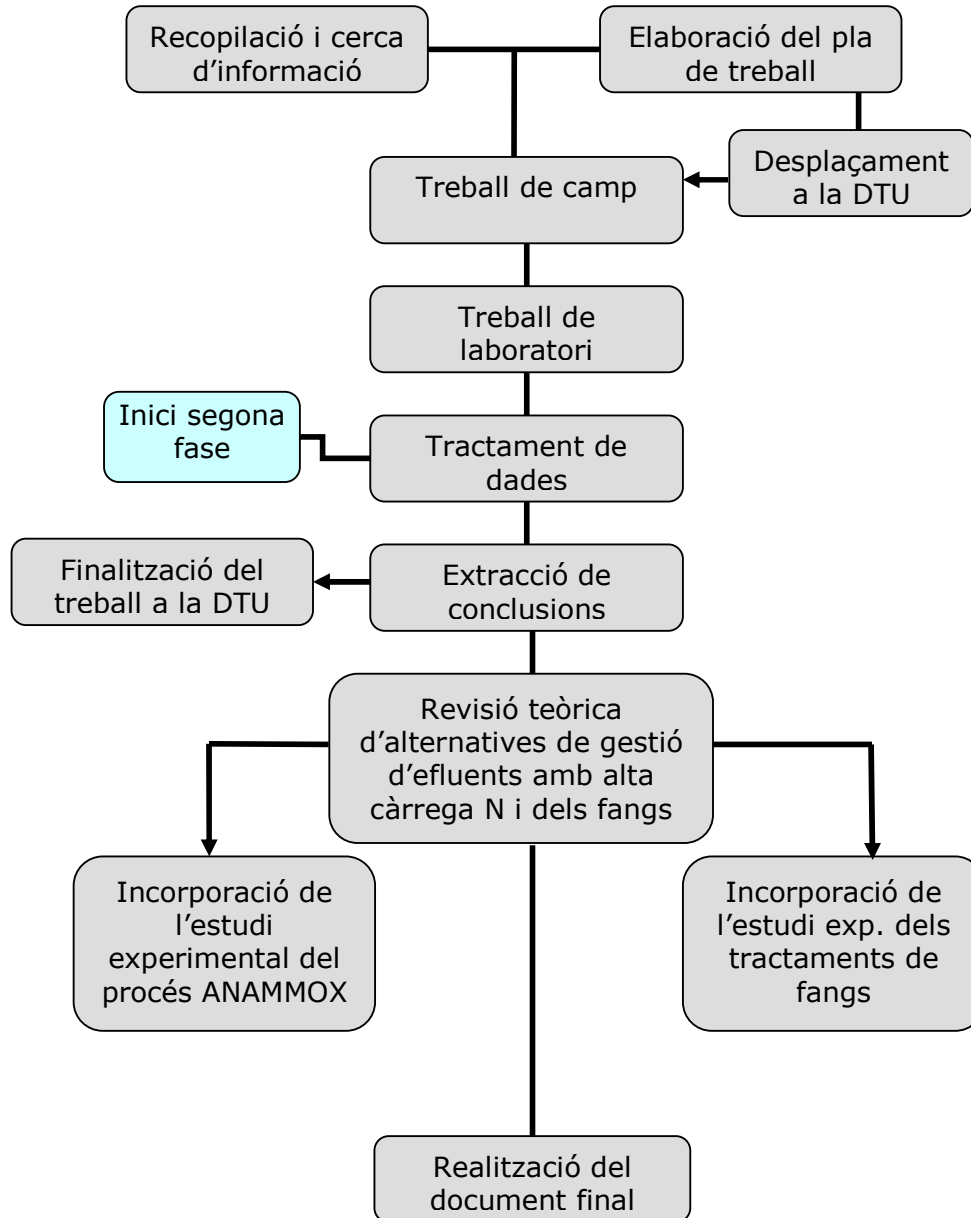 Recopilació i cerca
d’informació
Elaboració del pla
de treball
Desplaçament
a la DTU
Treball de camp
Treball de
laboratori
Inici segona
fase
Tractament de
dades
Finalització del
treball a la DTU
Extracció de
conclusions
Revisió teòrica
d’alternatives de gestió
d’efluents amb alta
càrrega N i dels fangs
Incorporació de
l’estudi
experimental del
procés ANAMMOX
Incorporació de
l’estudi exp. dels
tractaments de
fangs
Realització del
document final